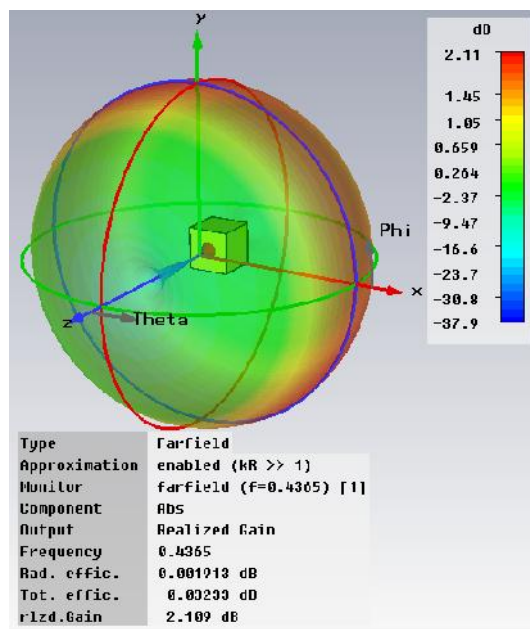 y
dB
2.11
1.45
1.05
0.659
0.264
-2.37
-9.47
-16.6
-23.7
-30.8
-37.9
Phi
x
z
Theta
Type Farfield
Approximation enabled (kR >> 1)
Monitor farfield (f=0.4365) [1]
Component Abs
Output Realized Gain
Frequency 0.4365
Rad. effic. 0.001913 dB
Tot. effic. dB
rlzd.Gain 2.109 dB